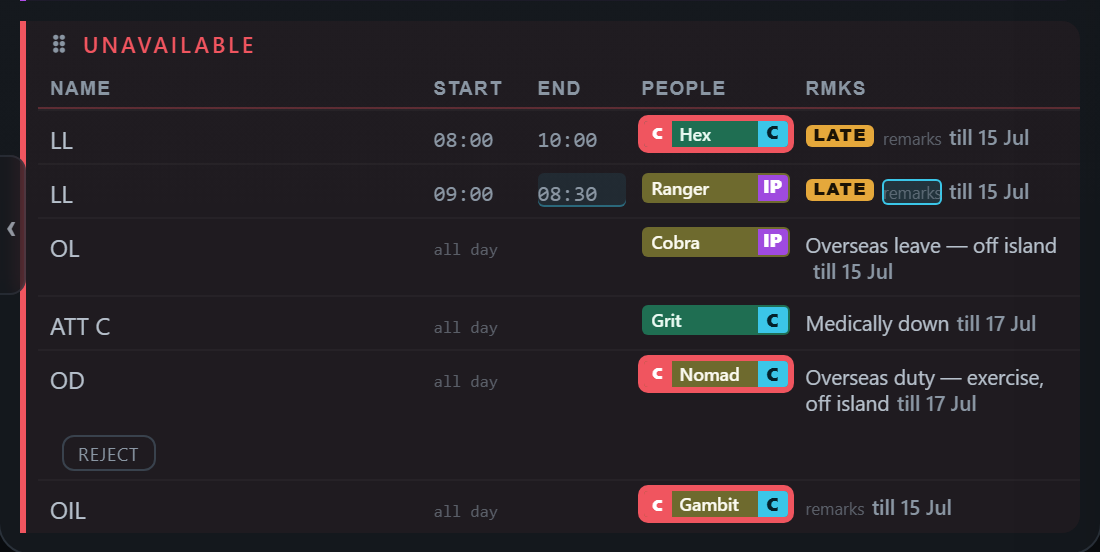 UNAVAILABLE
NAME START END PEOPLE RMKS
LL 08:00 10:00 C Hex C LATE remarks till 15 Jul
LL 09:00 08:30 Ranger IP LATE remarks till 15 Jul
OL all day Cobra IP Overseas leave — off island
till 15 Jul
ATT C all day Grit C Medically down till 17 Jul
OD all day C Nomad C Overseas duty — exercise,
off island till 17 Jul
REJECT
OIL all day C Gambit C remarks till 15 Jul